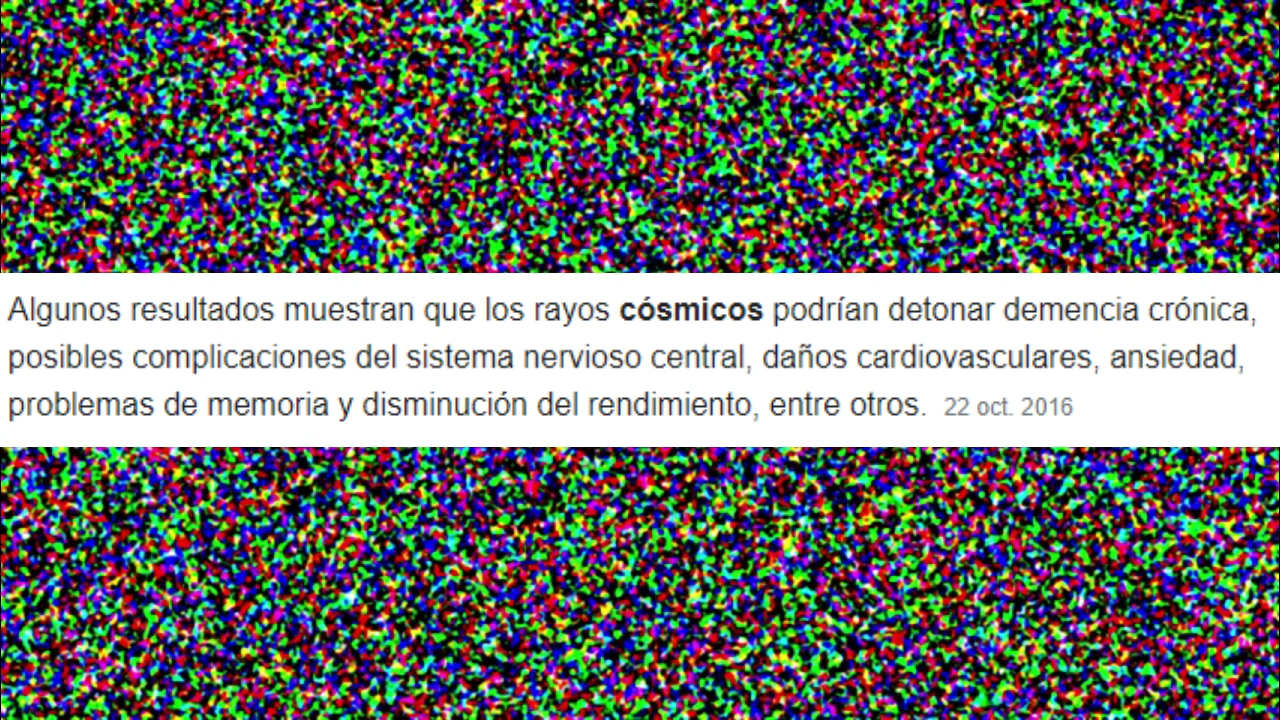 Algunos resultados muestran que los rayos cósmicos podrían detonar demencia crónica,
posibles complicaciones del sistema nervioso central, daños cardiovasculares, ansiedad,
problemas de memoria y disminución del rendimiento, entre otros. 22 oct. 2016